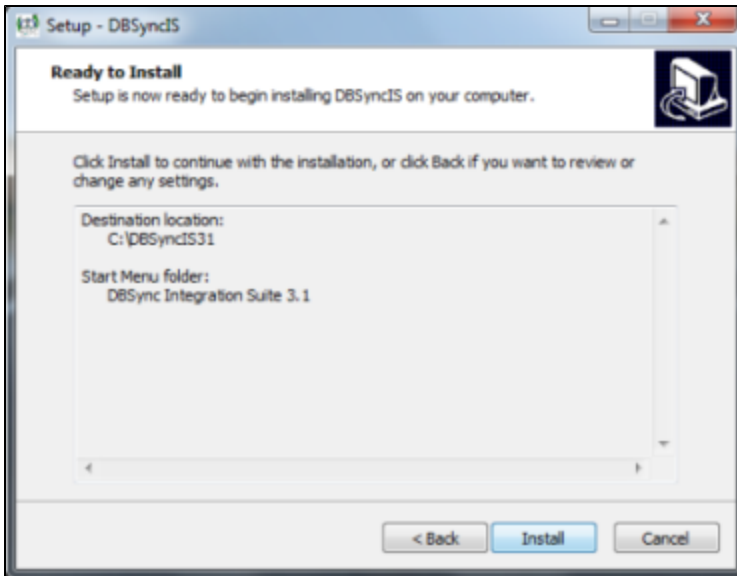 Setup - DBSyncIS
Ready to Install
Setup is now ready to begin installing DBSyncIS on your computer.
Click Install to continue with the installation, or click Back if you want to review or
change any settings.
Destination location:
C:\DBSyncIS31
Start Menu folder:
DBSync Integration Suite 3.1
< Back
Install
Cancel